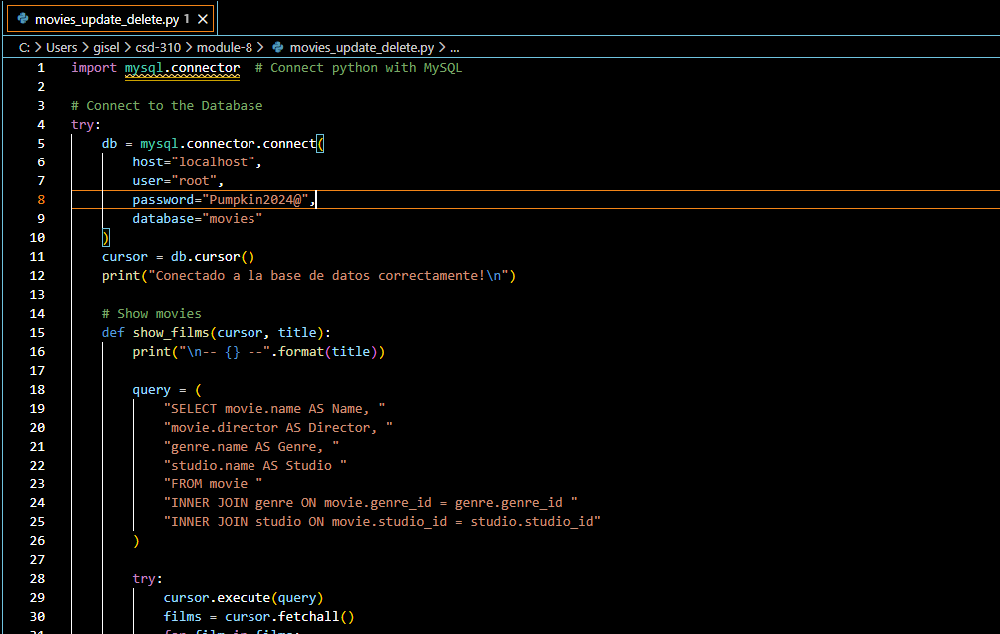 movies_update_delete.py 1 ×
C: > Users > gisel > csd-310 > module-8 > movies_update_delete.py > ...
1 import mysql.connector  # Connect python with MySQL
2
3 # Connect to the Database
4 try:
5     db = mysql.connector.connect(
6         host="localhost",
7         user="root",
8         password="Pumpkin2024@",
9         database="movies"
10     )
11     cursor = db.cursor()
12     print("Conectado a la base de datos correctamente!\n")
13
14     # Show movies
15     def show_films(cursor, title):
16         print("\n-- {} --".format(title))
17
18         query = (
19             "SELECT movie.name AS Name, "
20             "movie.director AS Director, "
21             "genre.name AS Genre, "
22             "studio.name AS Studio "
23             "FROM movie "
24             "INNER JOIN genre ON movie.genre_id = genre.genre_id "
25             "INNER JOIN studio ON movie.studio_id = studio.studio_id"
26         )
27
28         try:
29             cursor.execute(query)
30             films = cursor.fetchall()
31             for film in films: